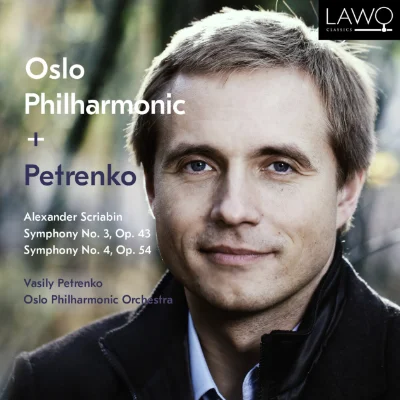 LAWO
CLASSICS
Oslo
Philharmonic
+
Petrenko
Alexander Scriabin
Symphony No. 3, Op. 43
Symphony No. 4, Op. 54
Vasily Petrenko
Oslo Philharmonic Orchestra